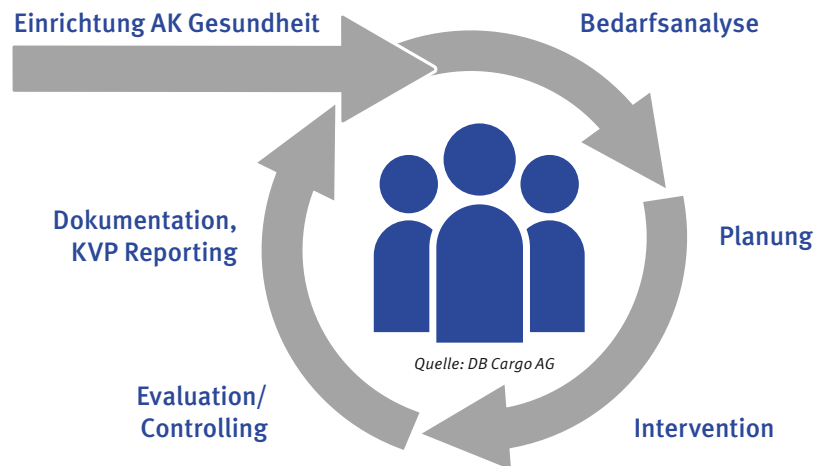 Einrichtung AK Gesundheit
Bedarfsanalyse
Planung
Intervention
Evaluation/
Controlling
Dokumentation,
KVP Reporting
Quelle: DB Cargo AG